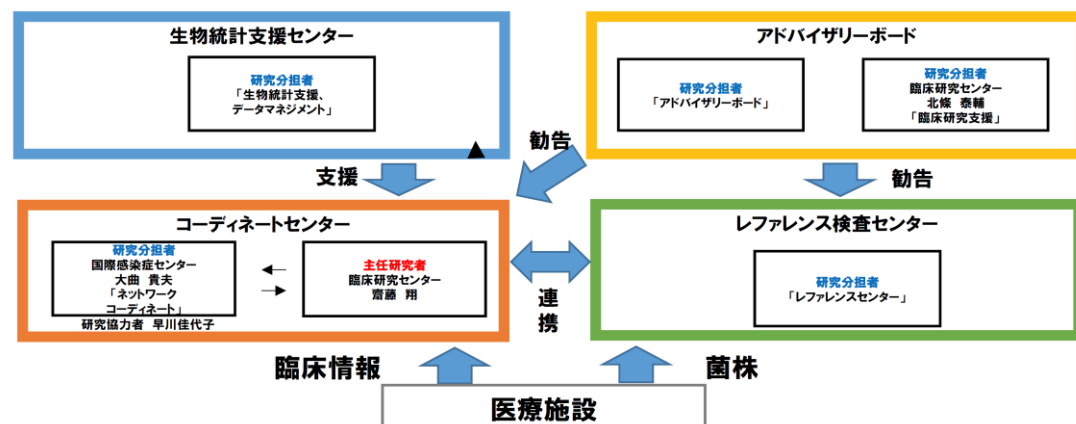 生物統計支援センター
研究分担者
「生物統計支援、
データマネジメント」
アドバイザリーボード
研究分担者
「アドバイザリーボード」
研究分担者
臨床研究センター
北條 泰輔
「臨床研究支援」
支援
勧告
勧告
コーディネートセンター
研究分担者
国際感染症センター
大曲 貴夫
「ネットワーク
コーディネート」
研究協力者 早川佳代子
主任研究者
臨床研究センター
齋藤 翔
連携
レファレンス検査センター
研究分担者
「レファレンスセンター」
臨床情報
菌株
医療施設